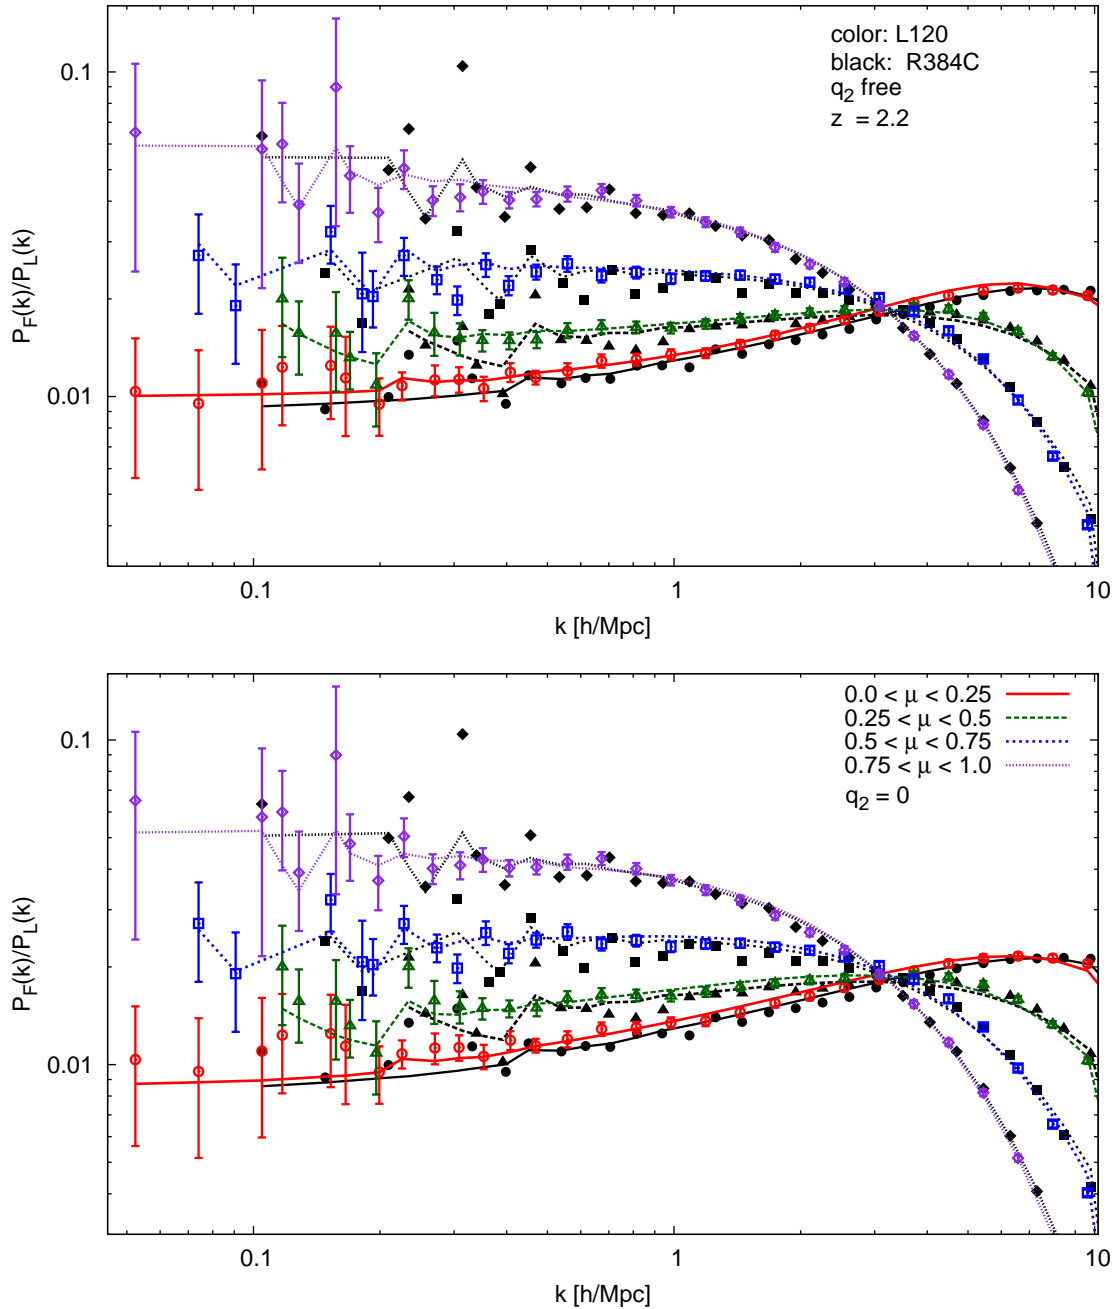 color: L120
black: R384C
q2 free
z = 2.2
0.1
0.01
PF(k)/PL(k)
0.1
1
10
k [h/Mpc]
0.0 < μ < 0.25
0.25 < μ < 0.5
0.5 < μ < 0.75
0.75 < μ < 1.0
q2 = 0
0.1
0.01
PF(k)/PL(k)
0.1
1
10
k [h/Mpc]